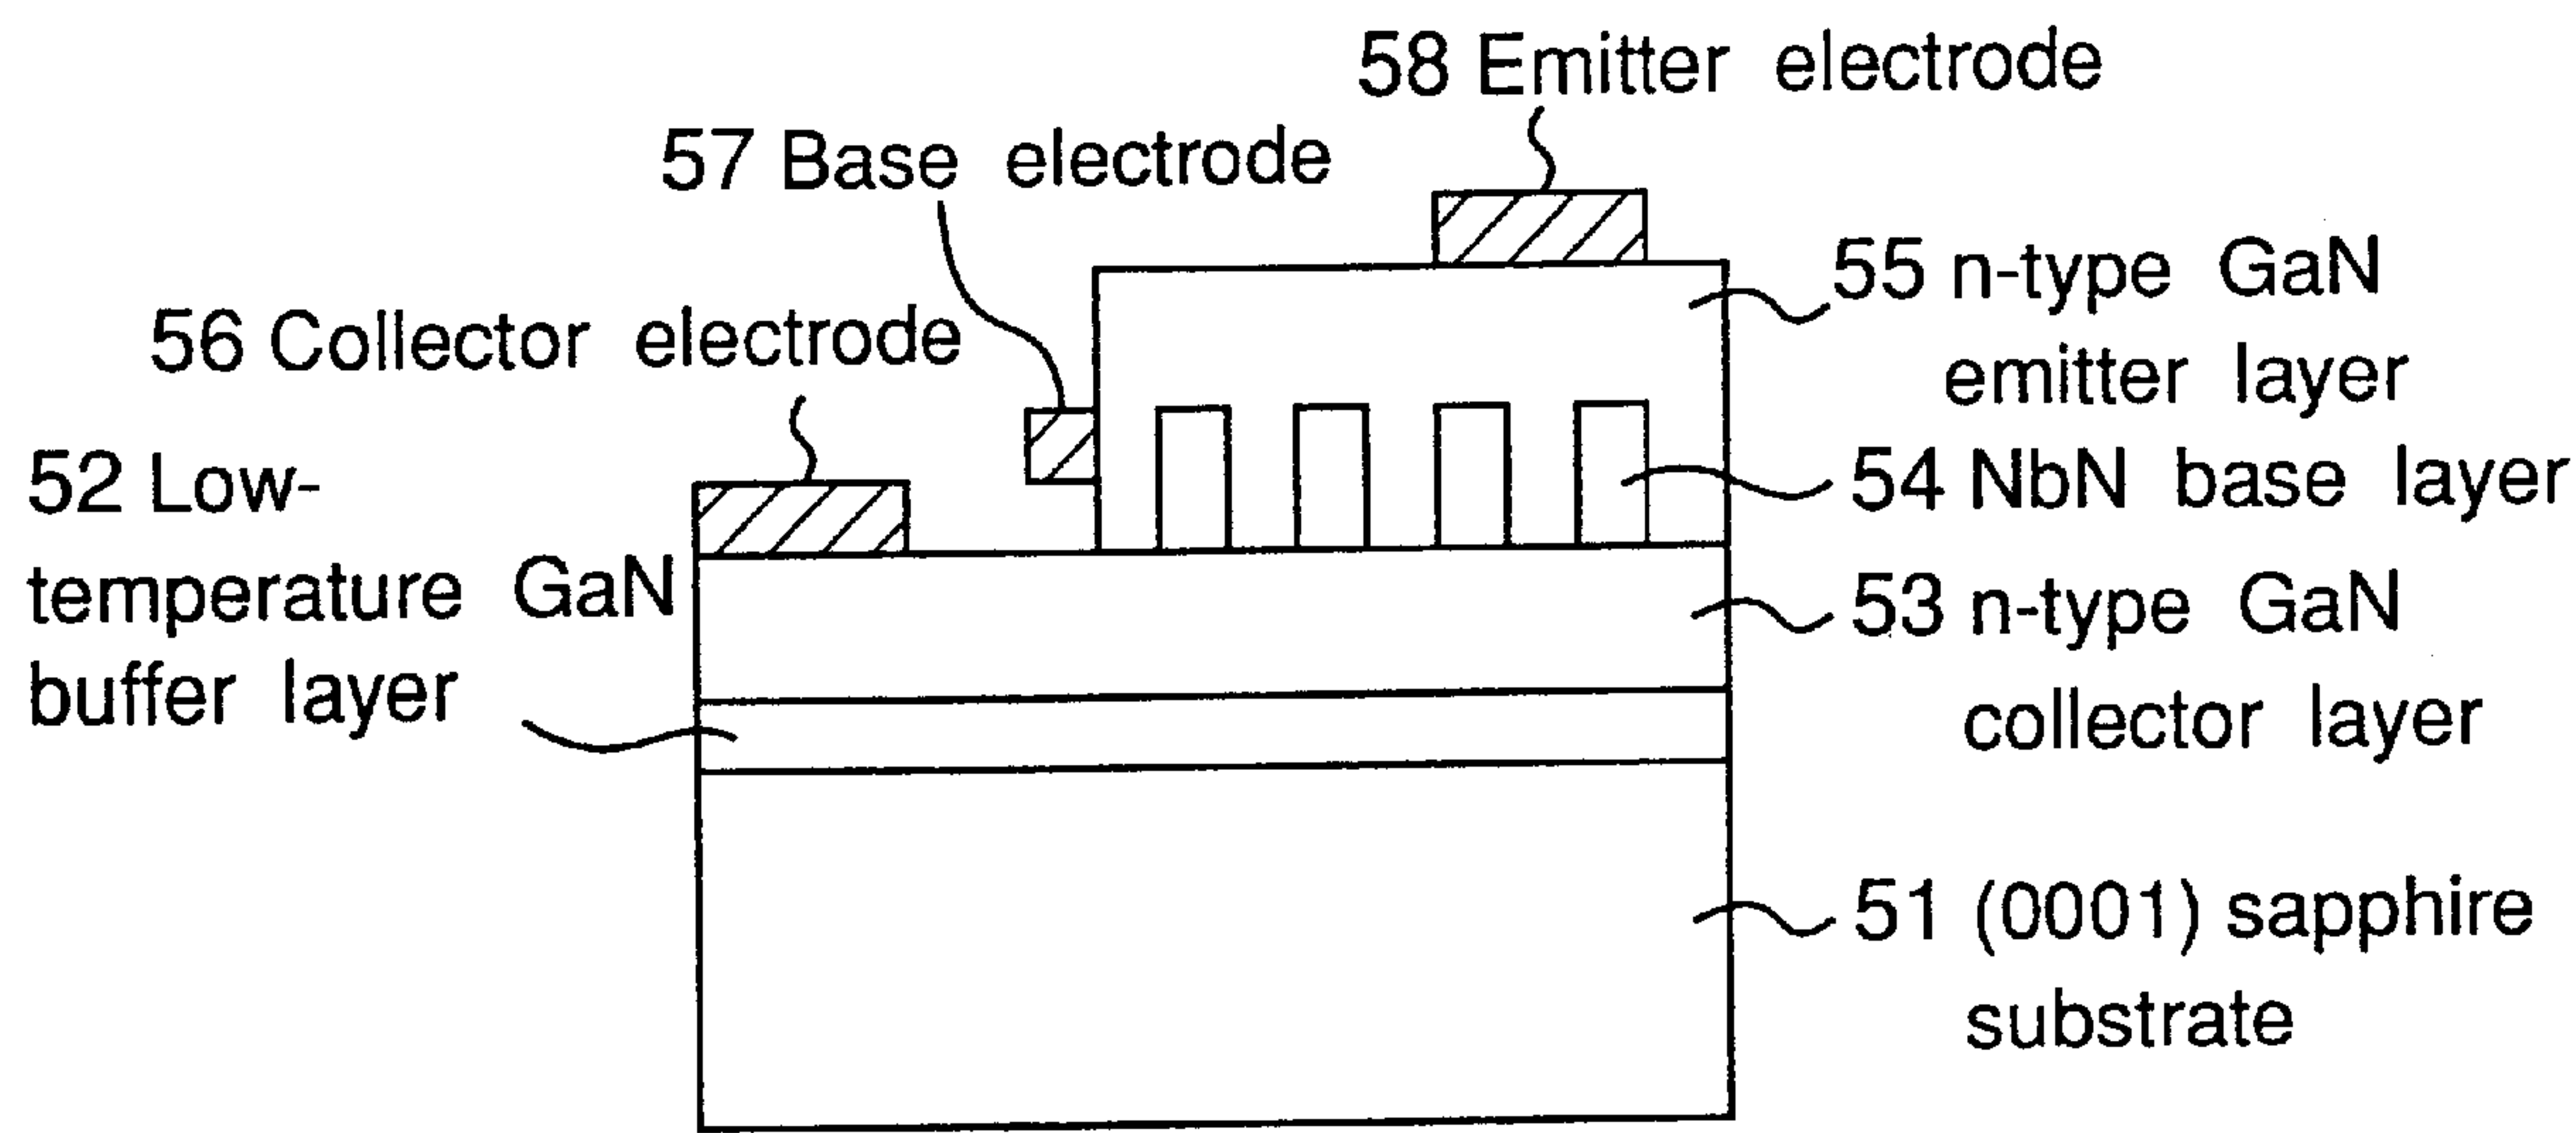 58 Emitter electrode
57 Base electrode
56 Collector electrode
52 Low-
temperature GaN
buffer layer
55 n-type GaN
emitter layer
54 NbN base layer
53 n-type GaN
collector layer
51 (0001) sapphire
substrate